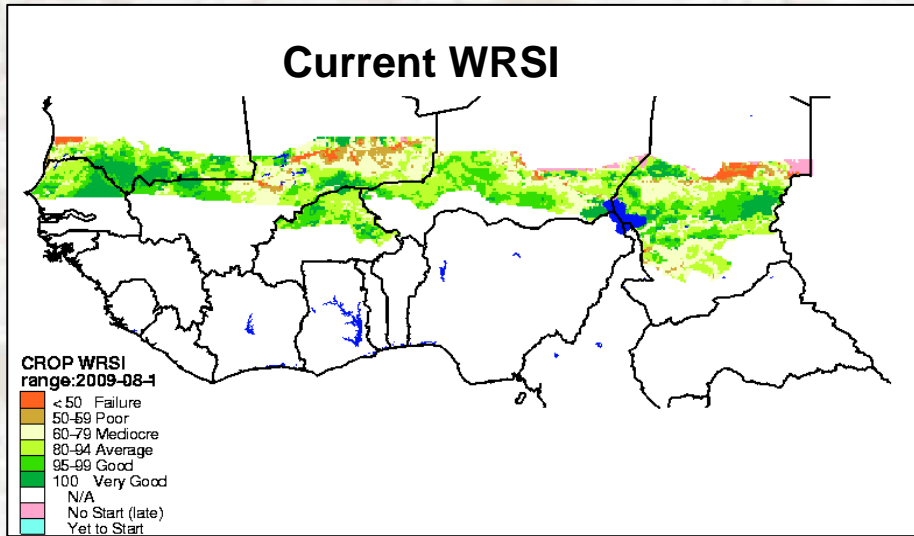 Current WRSI
CROP WRSI
range:2009-08-1
<50 Failure
50-59 Poor
60-79 Mediocre
80-94 Average
95-99 Good
100 Very Good
N/A
No Start (late)
Yet to Start